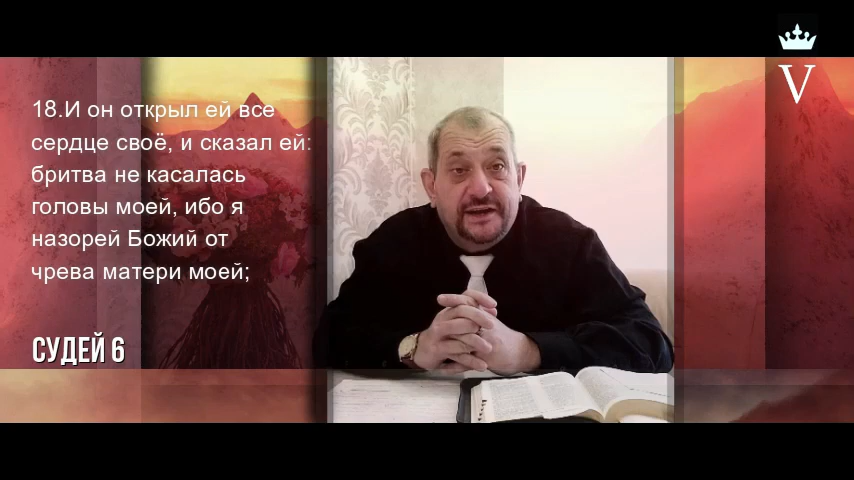 V
18.И он открыл ей все
сердце своё, и сказал ей:
бритва не касалась
головы моей, ибо я
назорей Божий от
чрева матери моей;
СУДЕЙ 6